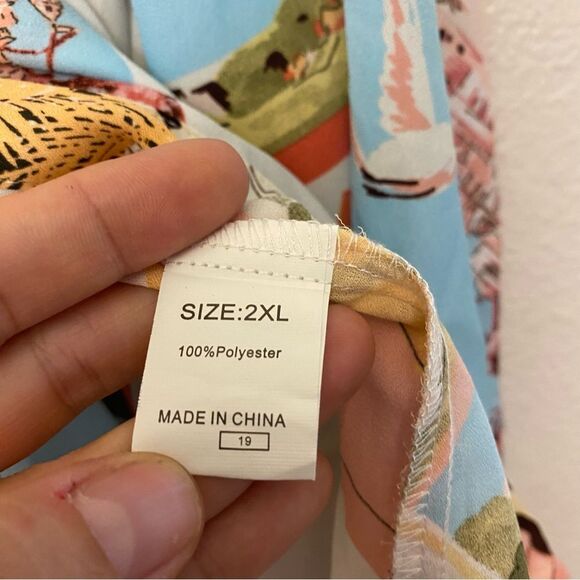 SIZE:2XL
100%Polyester
MADE IN CHINA
19